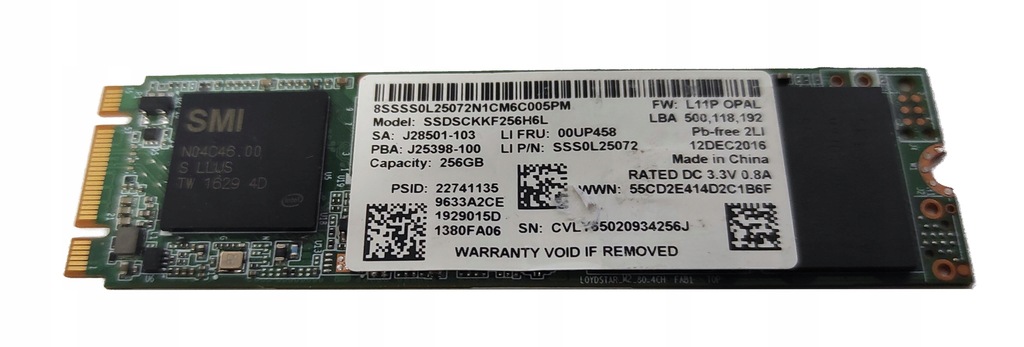 8SSSS0L25072N1CM6C005PM FW: L11P OPAL
Model: SSDSCKKF256H6L LBA 500,118,192
SA: J28501-103 LI FRU: 00UP458 Pb-free 2LI
PBA: J25398-100 LI P/N: SSS0L25072 12DEC2016
Capacity: 256GB Made in China
RATED DC 3.3V 0.8A
PSID: 22741135 WWN: 55CD2E414D2C1B6F
9633A2CE
1929015D
1380FA06 SN:
WARRANTY VOID IF REMOVED
SMI
N04C46.00
S LLUS
TW 1629 4D
intel